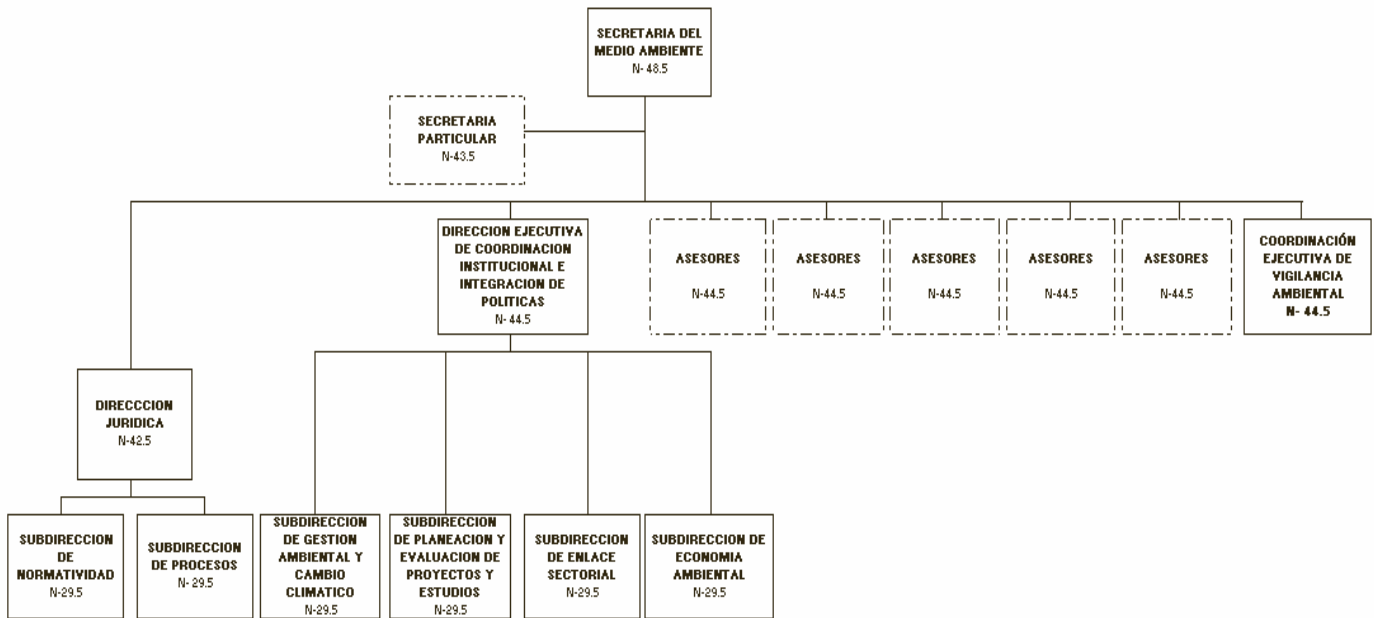 SECRETARIA DEL
MEDIO AMBIENTE
N- 48.5
SECRETARIA
PARTICULAR
N-43.5
DIRECCION EJECUTIVA
DE COORDINACION
INSTITUCIONAL E
INTEGRACION DE
POLITICAS
N- 44.5
ASESORES
N-44.5
ASESORES
N-44.5
ASESORES
N-44.5
ASESORES
N-44.5
ASESORES
N-44.5
COORDINACIÓN
EJECUTIVA DE
VIGILANCIA
AMBIENTAL
N- 44.5
DIRECCCION
JURIDICA
N-42.5
SUBDIRECCION
DE
NORMATIVIDAD
N-29.5
SUBDIRECCION
DE PROCESOS
N- 29.5
SUBDIRECCION
DE GESTION
AMBIENTAL Y
CAMBIO
CLIMATICO
N-29.5
SUBDIRECCION
DE PLANEACION Y
EVALUACION DE
PROYECTOS Y
ESTUDIOS
N-29.5
SUBDIRECCION
DE ENLACE
SECTORIAL
N-29.5
SUBDIRECCION DE
ECONOMIA
AMBIENTAL
N-29.5